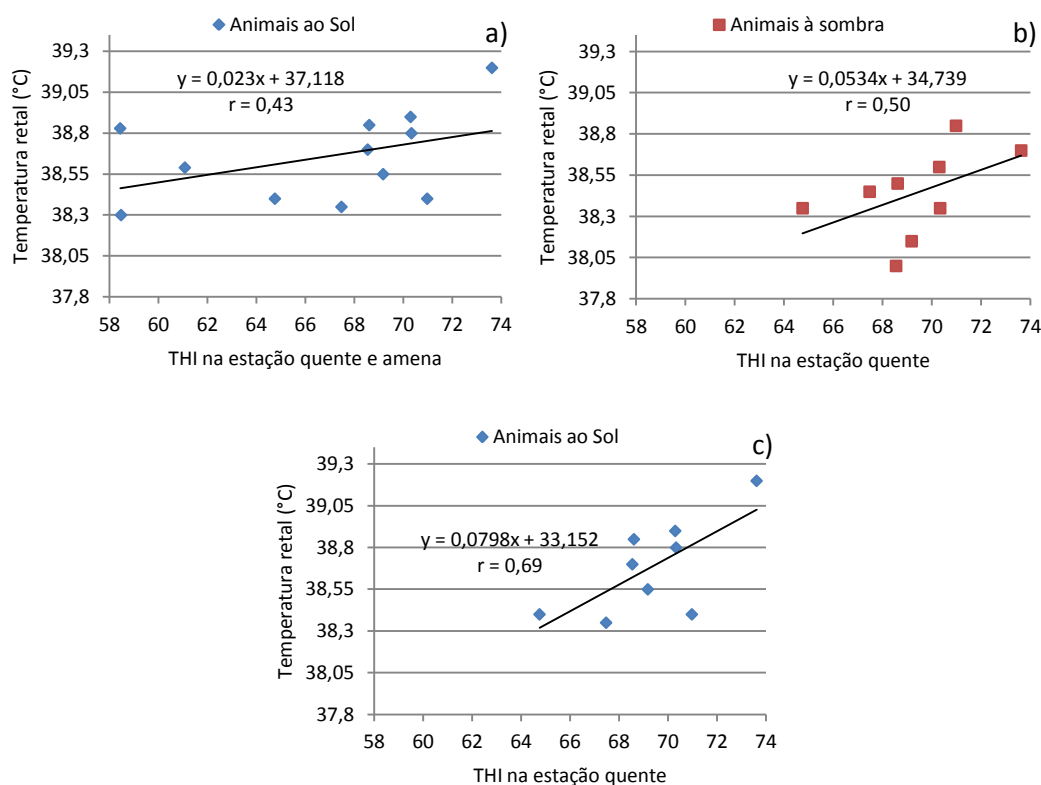 Animais ao Sol
a)
Temperatura retal (°C)
39,3
39,05
38,8
38,55
38,3
38,05
37,8
y = 0,023x + 37,118
r = 0,43
58 60 62 64 66 68 70 72 74
THI na estação quente e amena
Animais à sombra
b)
Temperatura retal (°C)
39,3
39,05
38,8
38,55
38,3
38,05
37,8
y = 0,0534x + 34,739
r = 0,50
58 60 62 64 66 68 70 72 74
THI na estação quente
Animais ao Sol
c)
Temperatura retal (°C)
39,3
39,05
38,8
38,55
38,3
38,05
37,8
y = 0,0798x + 33,152
r = 0,69
58 60 62 64 66 68 70 72 74
THI na estação quente